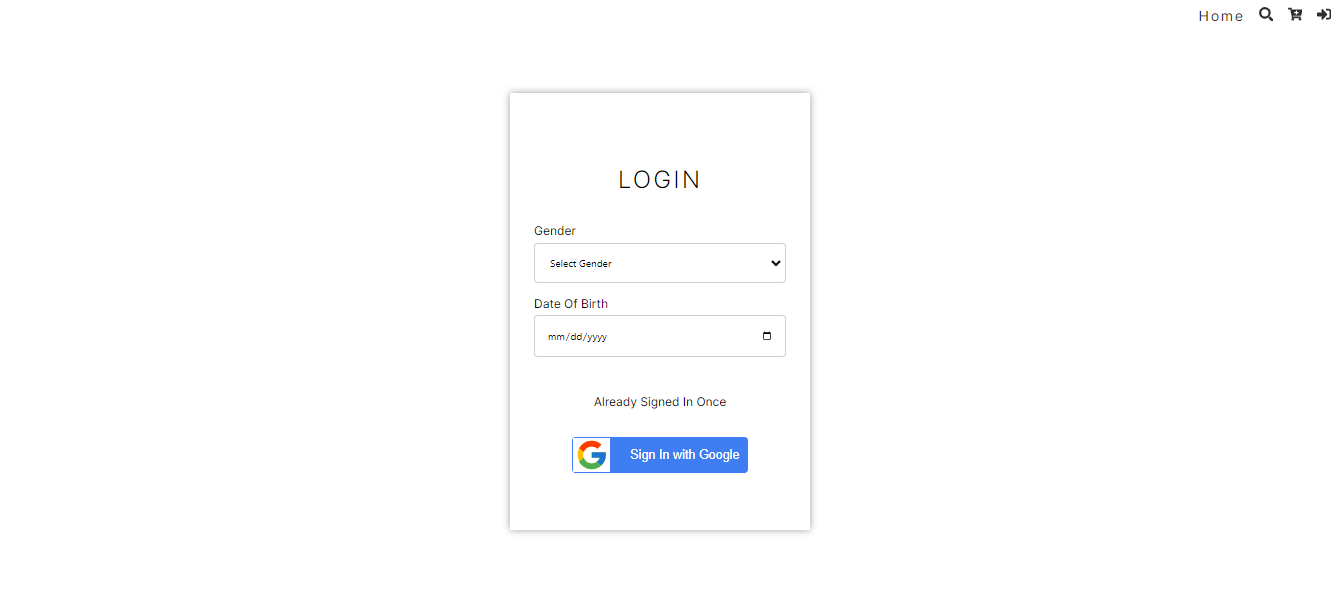 Home
LOGIN
Gender
Select Gender
Date Of Birth
mm/dd/yyyy
Already Signed In Once
Sign In with Google